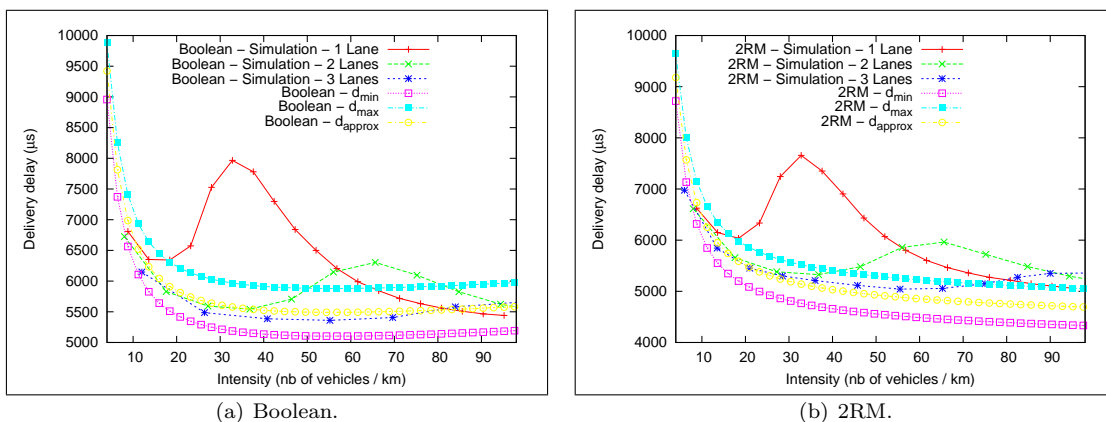 10000
9500
9000
8500
8000
7500
7000
6500
6000
5500
5000
Delivery delay (µs)
Boolean – Simulation – 1 Lane
Boolean – Simulation – 2 Lanes
Boolean – Simulation – 3 Lanes
Boolean – dmin
Boolean – dmax
Boolean – dapprox
10 20 30 40 50 60 70 80 90
Intensity (nb of vehicles / km)
(a) Boolean.
10000
9000
8000
7000
6000
5000
4000
Delivery delay (µs)
2RM – Simulation – 1 Lane
2RM – Simulation – 2 Lanes
2RM – Simulation – 3 Lanes
2RM – dmin
2RM – dmax
2RM – dapprox
10 20 30 40 50 60 70 80 90
Intensity (nb of vehicles / km)
(b) 2RM.